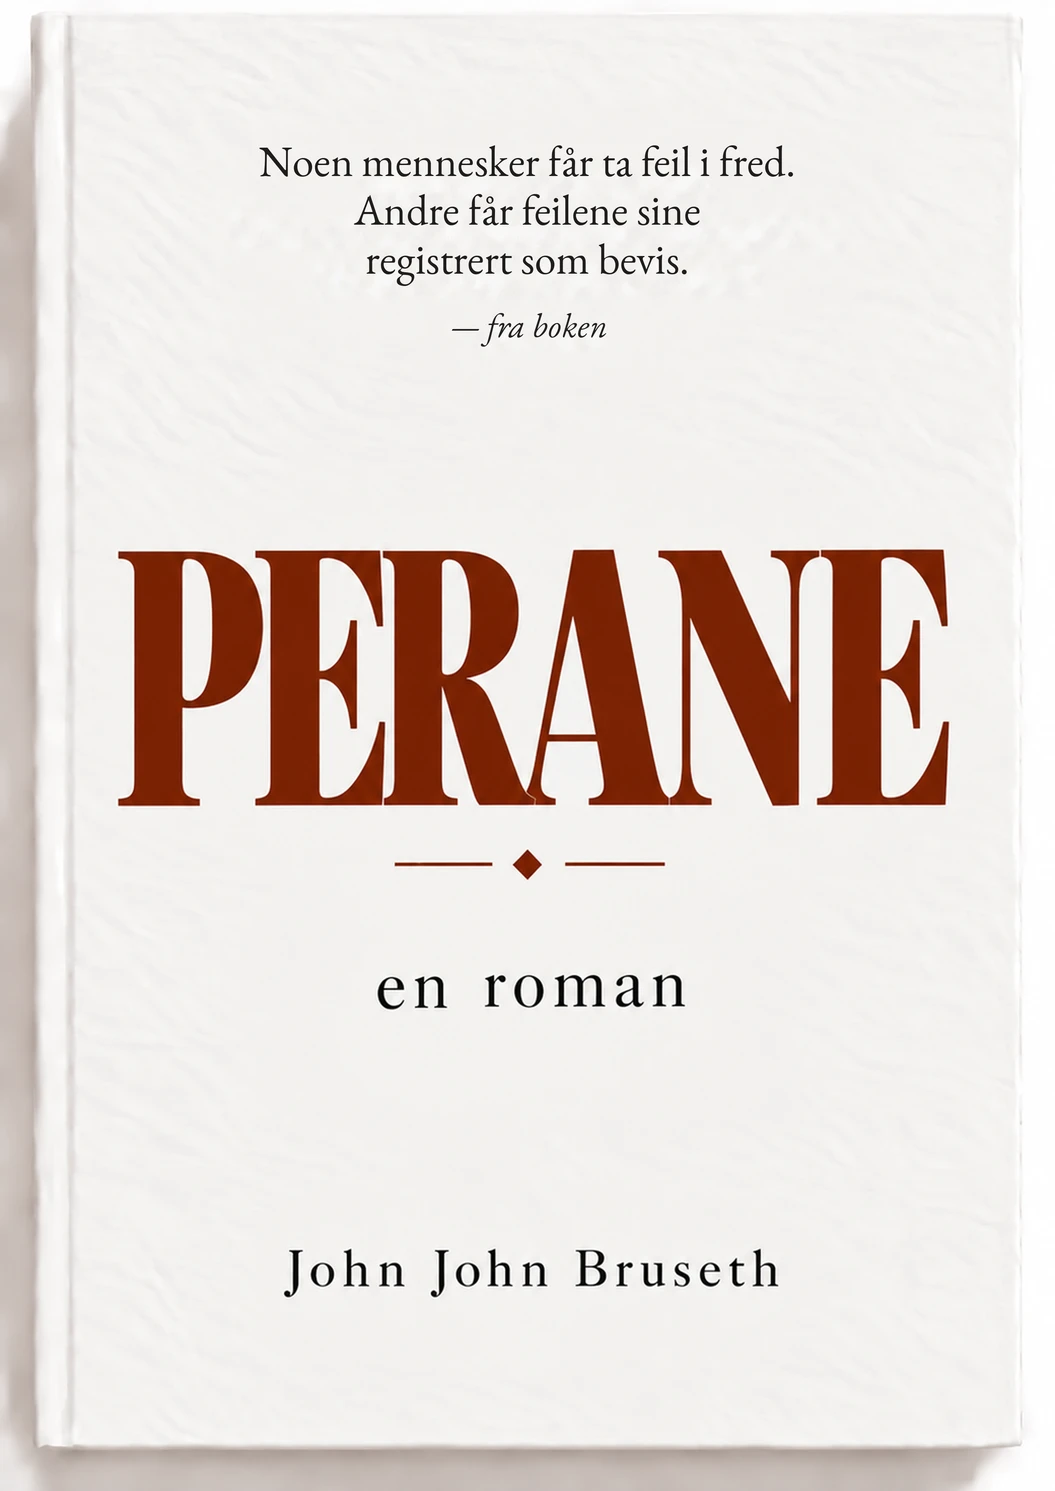 Noen mennesker får ta feil i fred.
Andre får feilene sine
registrert som bevis.
— fra boken
PERANE
en roman
John John Bruseth